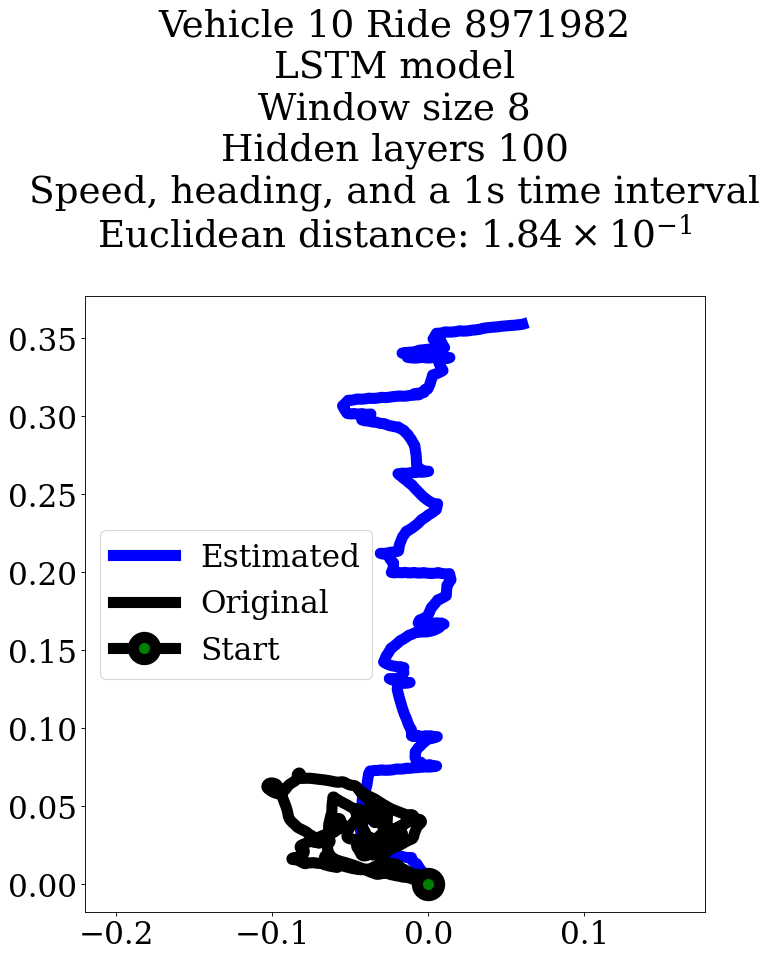 Vehicle 10 Ride 8971982
LSTM model
Window size 8
Hidden layers 100
Speed, heading, and a 1s time interval
Euclidean distance: 1.84 × 10⁻¹
0.35
0.30
0.25
0.20
0.15
0.10
0.05
0.00
Estimated
Original
Start
−0.2 −0.1 0.0 0.1